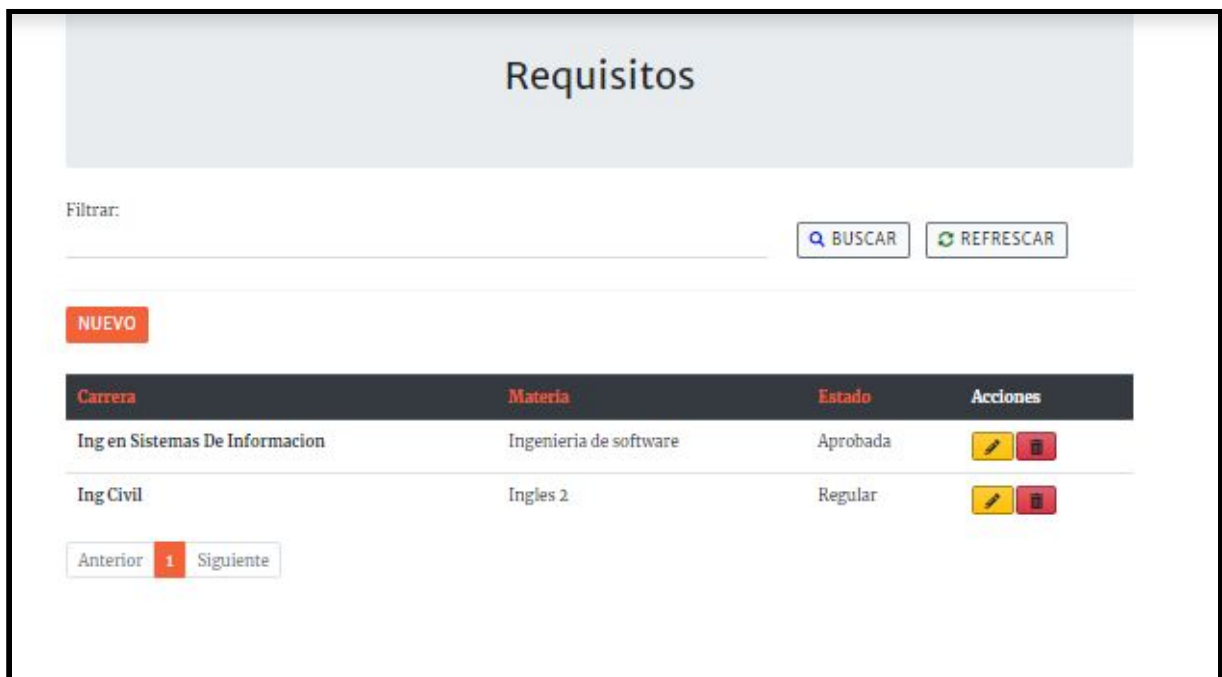 Requisitos
Filtrar:
BUSCAR REFRESCAR
NUEVO
Carrera Materia Estado Acciones
Ing en Sistemas De Informacion Ingenieria de software Aprobada
Ing Civil Ingles 2 Regular
Anterior 1 Siguiente